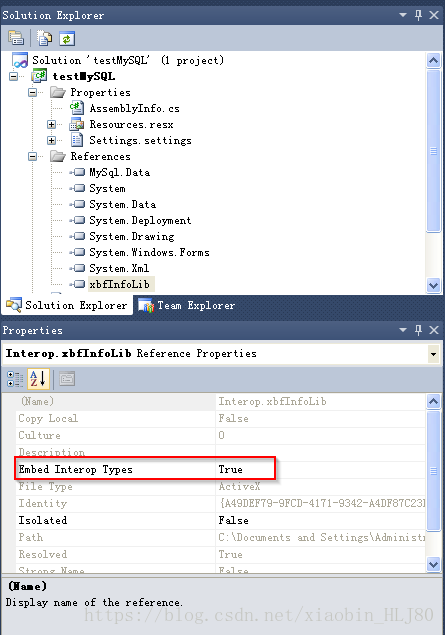 Solution Explorer
Solution 'testMySQL' (1 project)
testMySQL
Properties
AssemblyInfo.cs
Resources.resx
Settings.settings
References
MySql.Data
System
System.Data
System.Deployment
System.Drawing
System.Windows.Forms
System.Xml
xbfInfoLib
Solution Explorer Team Explorer
Properties
Interop.xbfInfoLib Reference Properties
(Name) Interop.xbfInfoLib
Copy Local False
Culture 0
Description
Embed Interop Types True
File Type ActiveX
Identity {A49DEF79-9FCD-4171-9342-A4DF87C23
Isolated False
Path C:\Documents and Settings\Administr
Resolved True
Strong Name False
(Name)
Display name of the reference.
https://blog.csdn.net/xiaobin_HLJ80